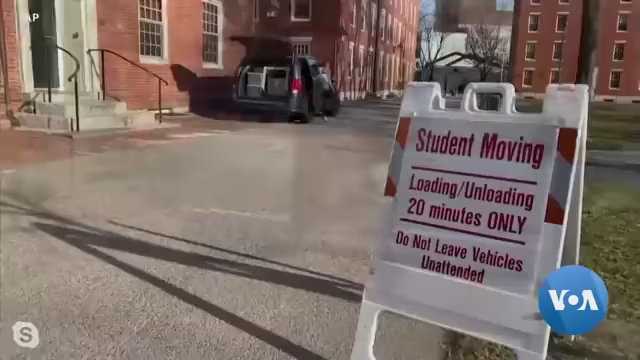 AP
Student Moving
Loading/Unloading
20 minutes ONLY
Do Not Leave Vehicles
Unattended
VOA
S